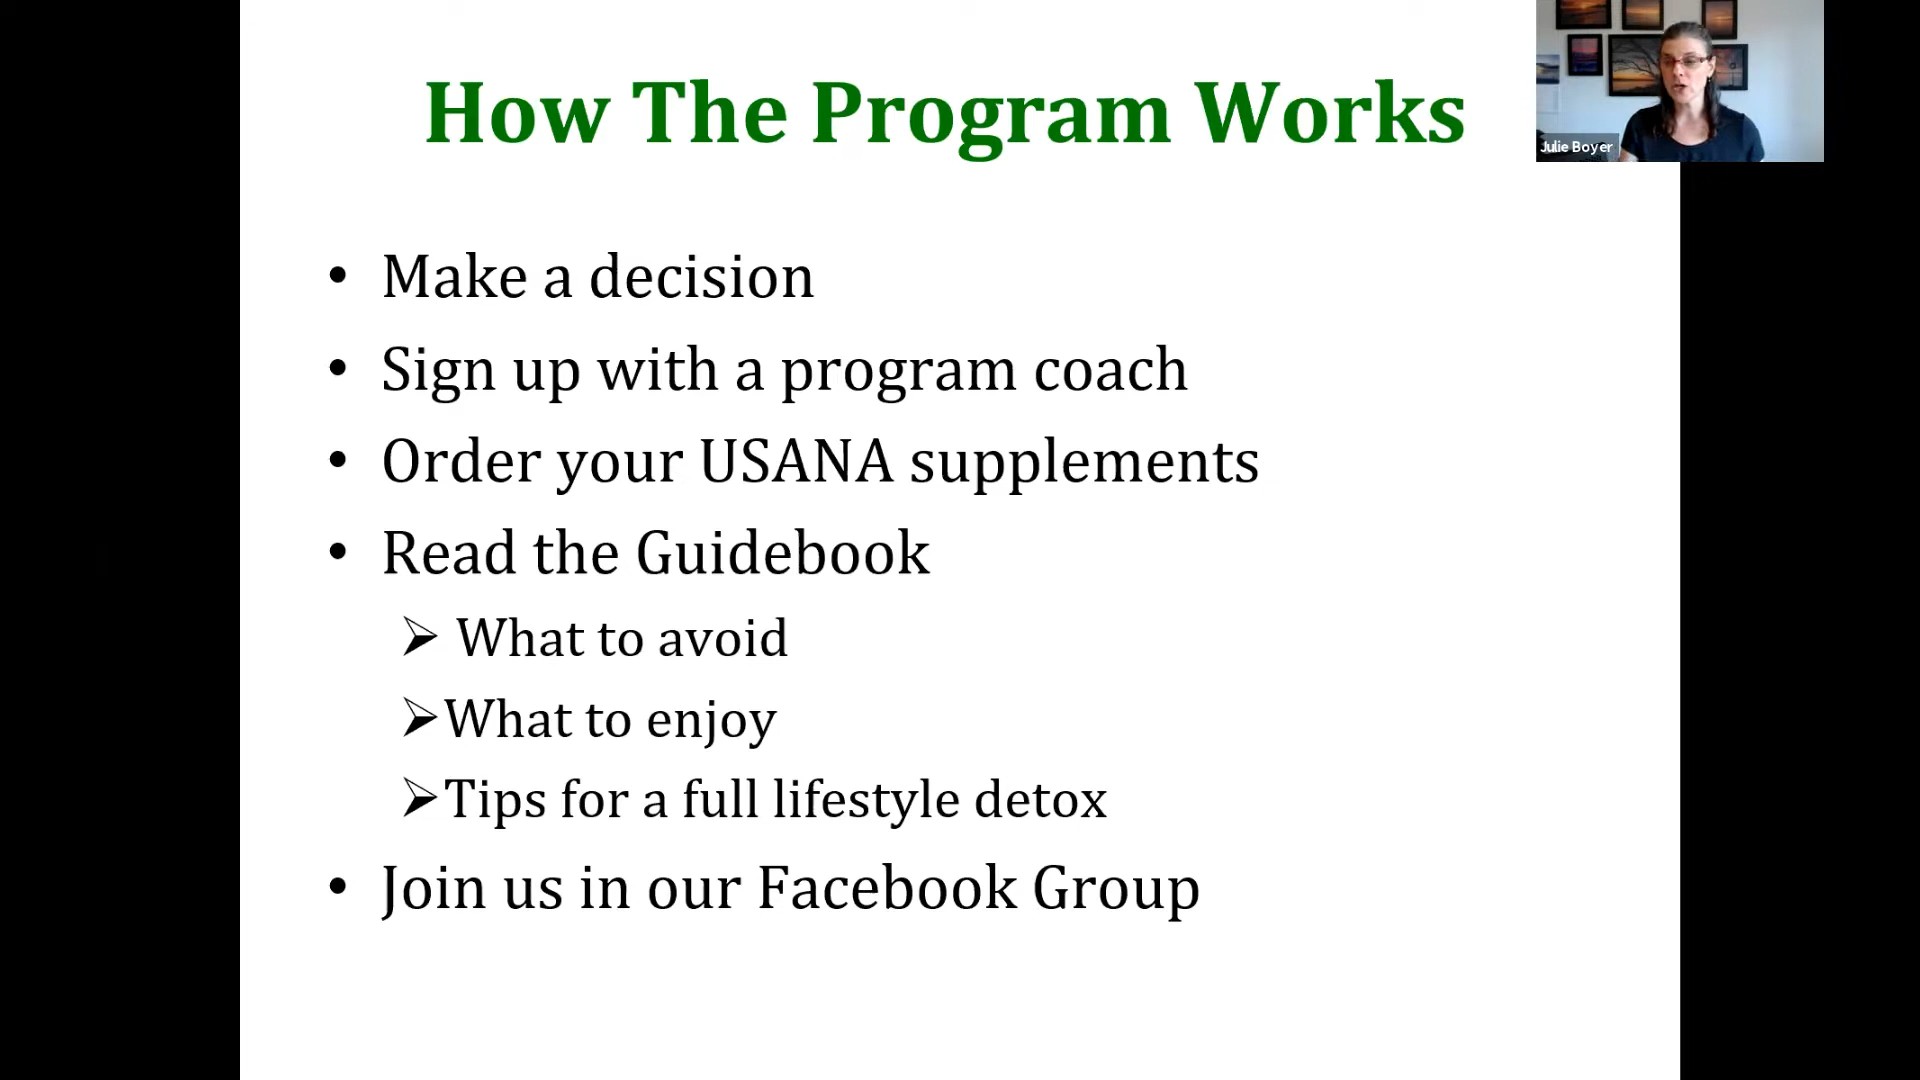 How The Program Works
Julie Boyer
• Make a decision
• Sign up with a program coach
• Order your USANA supplements
• Read the Guidebook
➢ What to avoid
➢What to enjoy
➢Tips for a full lifestyle detox
• Join us in our Facebook Group